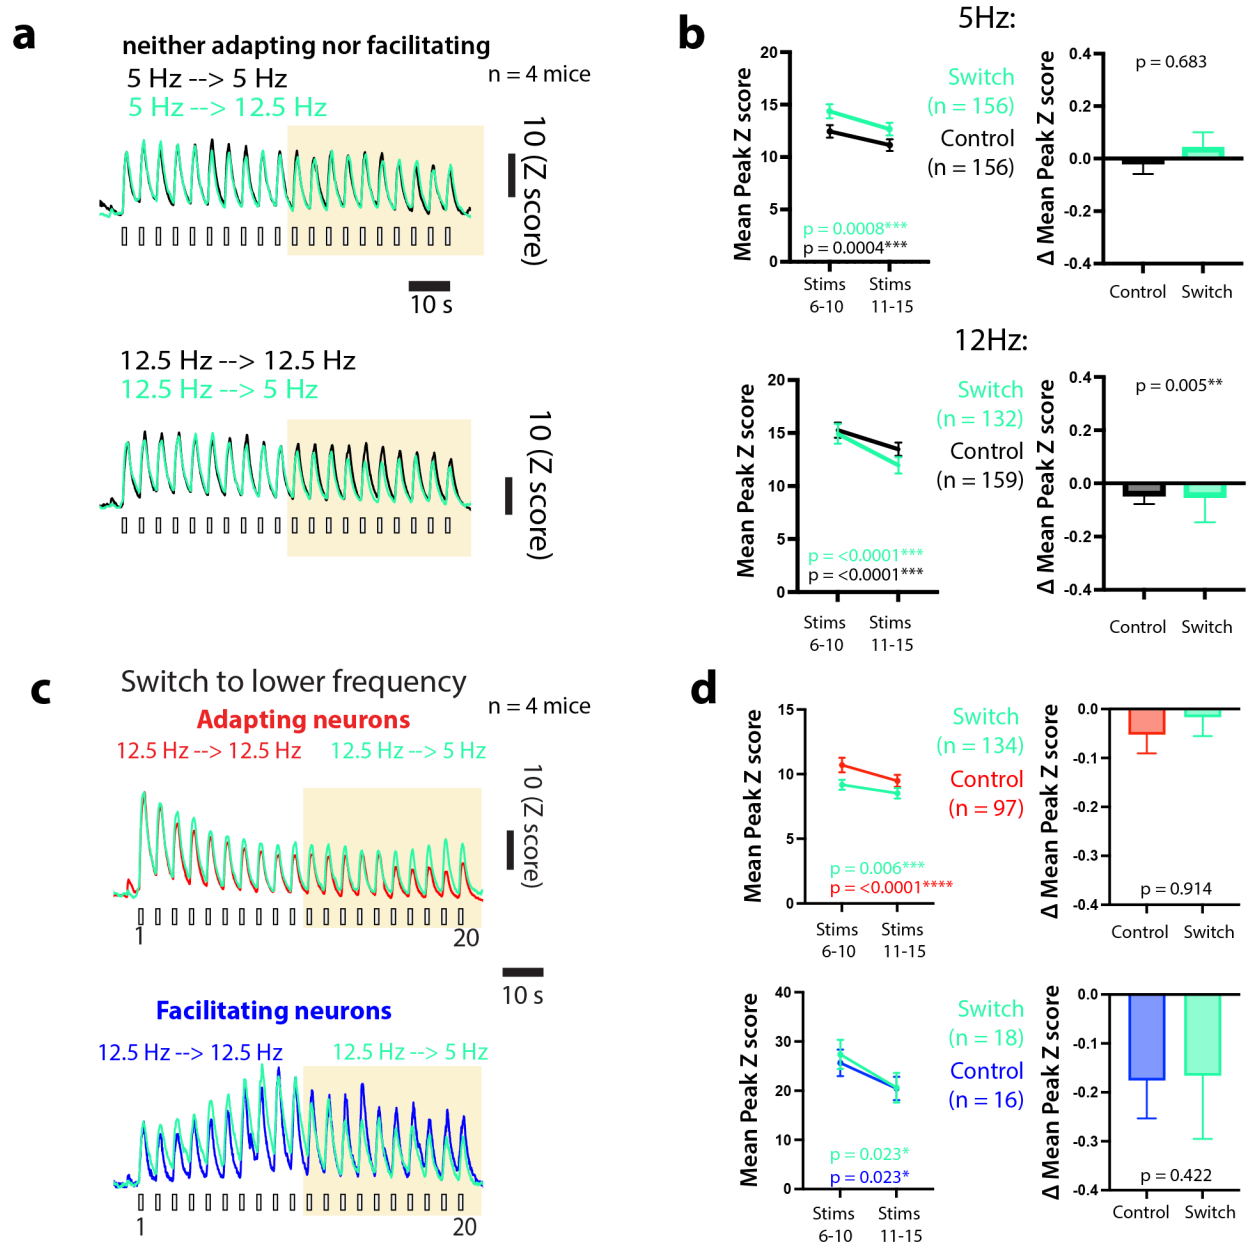 a
neither adapting nor facilitating
5 Hz --> 5 Hz
n = 4 mice
5 Hz --> 12.5 Hz
10 (Z score)
10 s
12.5 Hz --> 12.5 Hz
12.5 Hz --> 5 Hz
10 (Z score)
b
5Hz:
Mean Peak Z score
20
15
10
5
0
Switch
(n = 156)
Control
(n = 156)
p = 0.0008***
p = 0.0004***
Stims
6-10
Stims
11-15
Δ Mean Peak Z score
0.4
0.2
0.0
-0.2
-0.4
p = 0.683
Control
Switch
12Hz:
Mean Peak Z score
20
15
10
5
0
Switch
(n = 132)
Control
(n = 159)
p = <0.0001***
p = <0.0001***
Stims
6-10
Stims
11-15
Δ Mean Peak Z score
0.4
0.2
0.0
-0.2
-0.4
p = 0.005**
Control
Switch
c
Switch to lower frequency
n = 4 mice
Adapting neurons
12.5 Hz --> 12.5 Hz
12.5 Hz --> 5 Hz
10 (Z score)
1
20
10 s
Facilitating neurons
12.5 Hz --> 12.5 Hz
12.5 Hz --> 5 Hz
1
20
d
Mean Peak Z score
15
10
5
0
Switch
(n = 134)
Control
(n = 97)
p = 0.006***
p = <0.0001****
Stims
6-10
Stims
11-15
Δ Mean Peak Z score
0.0
-0.1
-0.2
-0.3
-0.4
p = 0.914
Control
Switch
Mean Peak Z score
40
30
20
10
0
Switch
(n = 18)
Control
(n = 16)
p = 0.023*
p = 0.023*
Stims
6-10
Stims
11-15
Δ Mean Peak Z score
0.0
-0.1
-0.2
-0.3
-0.4
p = 0.422
Control
Switch